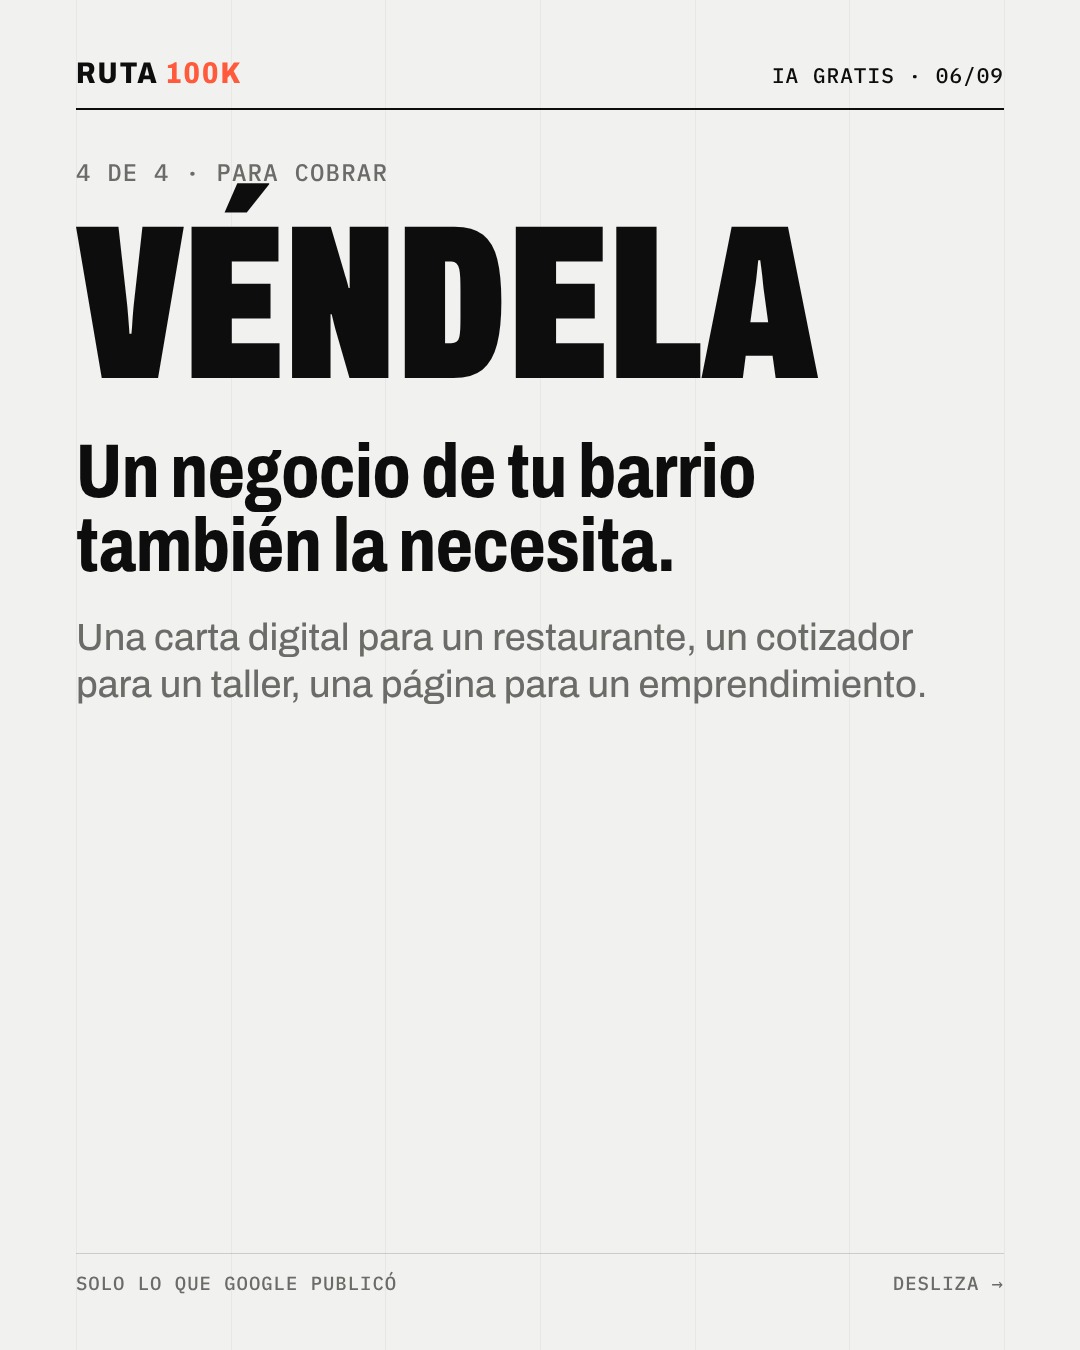 RUTA 100K
IA GRATIS · 06/09
4 DE 4 · PARA COBRAR
VÉNDELA
Un negocio de tu barrio
también la necesita.
Una carta digital para un restaurante, un cotizador
para un taller, una página para un emprendimiento.
SOLO LO QUE GOOGLE PUBLICÓ
DESLIZA →